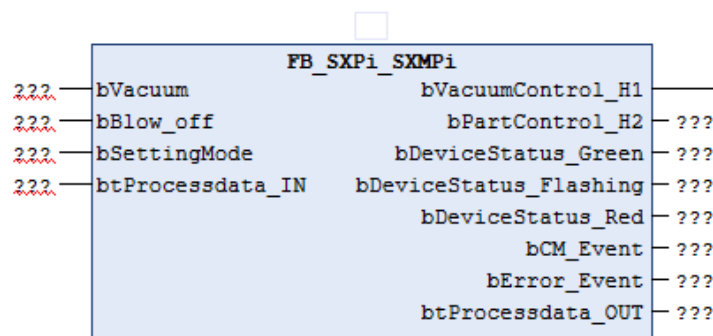 FB_SXPi_SXMPi
??? bVacuum bVacuumControl_H1
??? bBlow_off bPartControl_H2 ???
??? bSettingMode bDeviceStatus_Green ???
??? btProcessdata_IN bDeviceStatus_Flashing ???
bDeviceStatus_Red ???
bCM_Event ???
bError_Event ???
btProcessdata_OUT ???